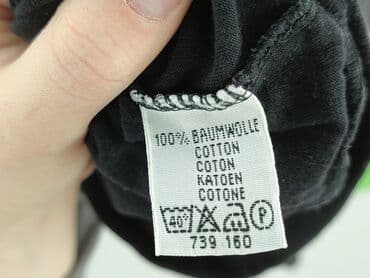 100% BAUMWOLLE
COTTON
COTON
KATOEN
COTONE
40° P
739 160